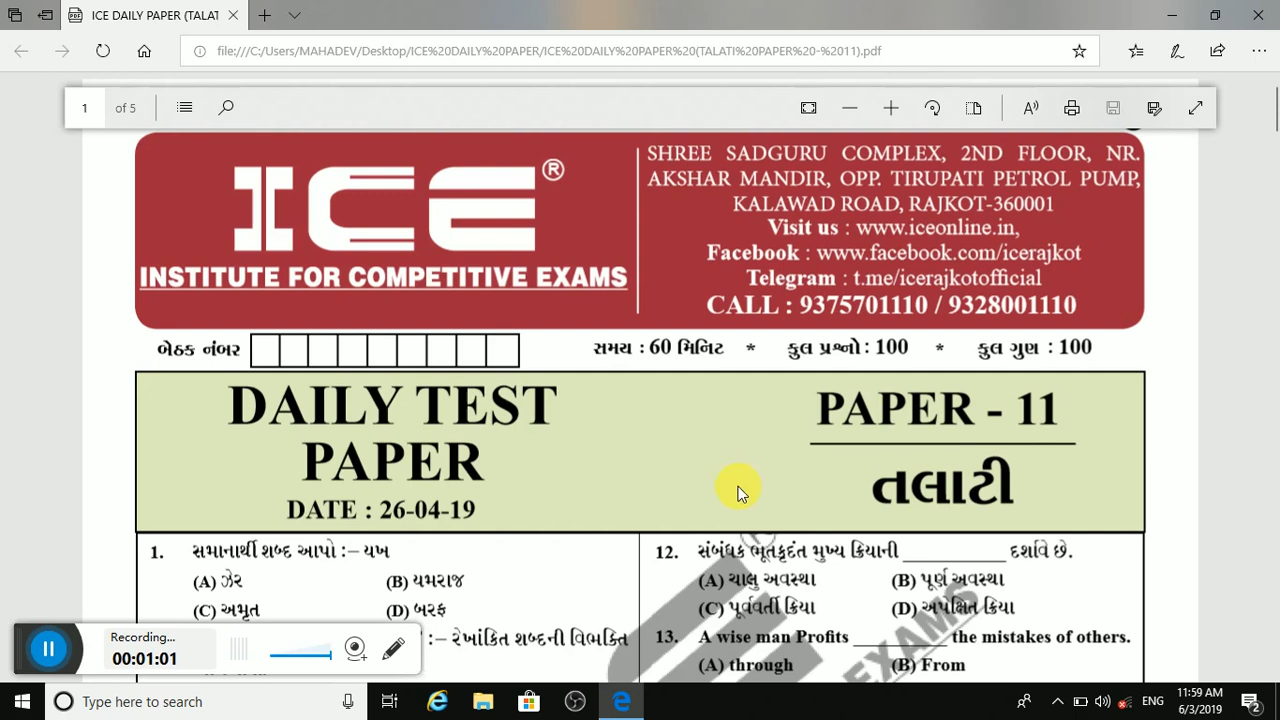 ICE DAILY PAPER (TALAT
file:///C:/Users/MAHADEV/Desktop/ICE%20DAILY%20PAPER/ICE%20DAILY%20PAPER%20(TALATI%20PAPER%20-%2011).pdf
1 of 5
ICE®
INSTITUTE FOR COMPETITIVE EXAMS
SHREE SADGURU COMPLEX, 2ND FLOOR, NR.
AKSHAR MANDIR, OPP. TIRUPATI PETROL PUMP,
KALAWAD ROAD, RAJKOT-360001
Visit us : www.iceonline.in,
Facebook : www.facebook.com/icerajkot
Telegram : t.me/icerajkotofficial
CALL : 9375701110 / 9328001110
બેઠક નંબર
સમય : 60 મિનિટ * કુલ પ્રશ્નો : 100 * કુલ ગુણ : 100
DAILY TEST
PAPER
DATE : 26-04-19
PAPER - 11
તલાટી
1. સમાનાર્થી શબ્દ આપો :– યખ
(A) ઝેર (B) યમરાજ
(C) અમૃત (D) બરફ
:– રેખાંકિત શબ્દની વિભક્તિ
12. સંબંધક ભૂતકૃદંત મુખ્ય ક્રિયાની __________ દર્શાવે છે.
(A) ચાલુ અવસ્થા (B) પૂર્ણ અવસ્થા
(C) પૂર્વવર્તી ક્રિયા (D) અપેક્ષિત ક્રિયા
13. A wise man Profits _________ the mistakes of others.
(A) through (B) From
EXAMS
Recording...
00:01:01
Type here to search
ENG
11:59 AM
6/3/2019
2